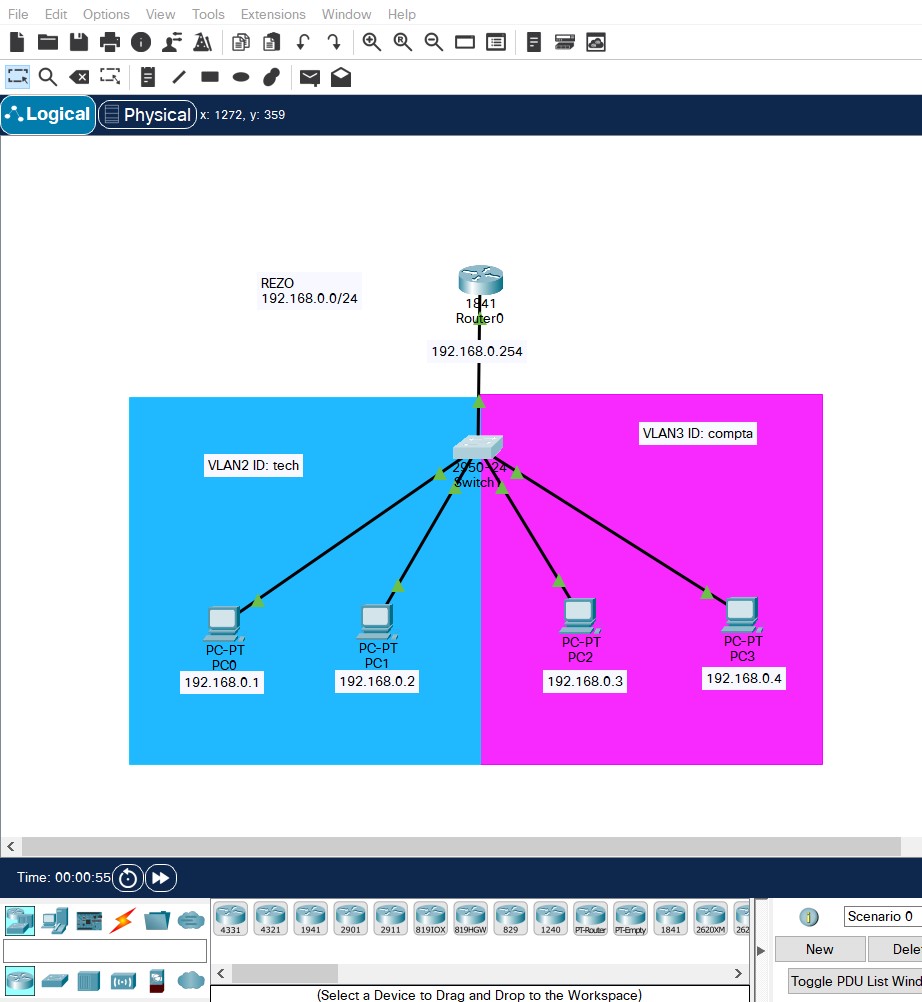 File Edit Options View Tools Extensions Window Help
Logical Physical x: 1272, y: 359
REZO
192.168.0.0/24
1841
Router0
192.168.0.254
VLAN3 ID: compta
VLAN2 ID: tech
2950-24
Switch
PC-PT
PC0
192.168.0.1
PC-PT
PC1
192.168.0.2
PC-PT
PC2
192.168.0.3
PC-PT
PC3
192.168.0.4
Time: 00:00:55
4331 4321 1941 2901 2911 819IOX 819HGW 829 1240 PT-Router PT-Empty 1841 2620XM 262
Scenario 0
New Dele
Toggle PDU List Wind
(Select a Device to Drag and Drop to the Workspace)